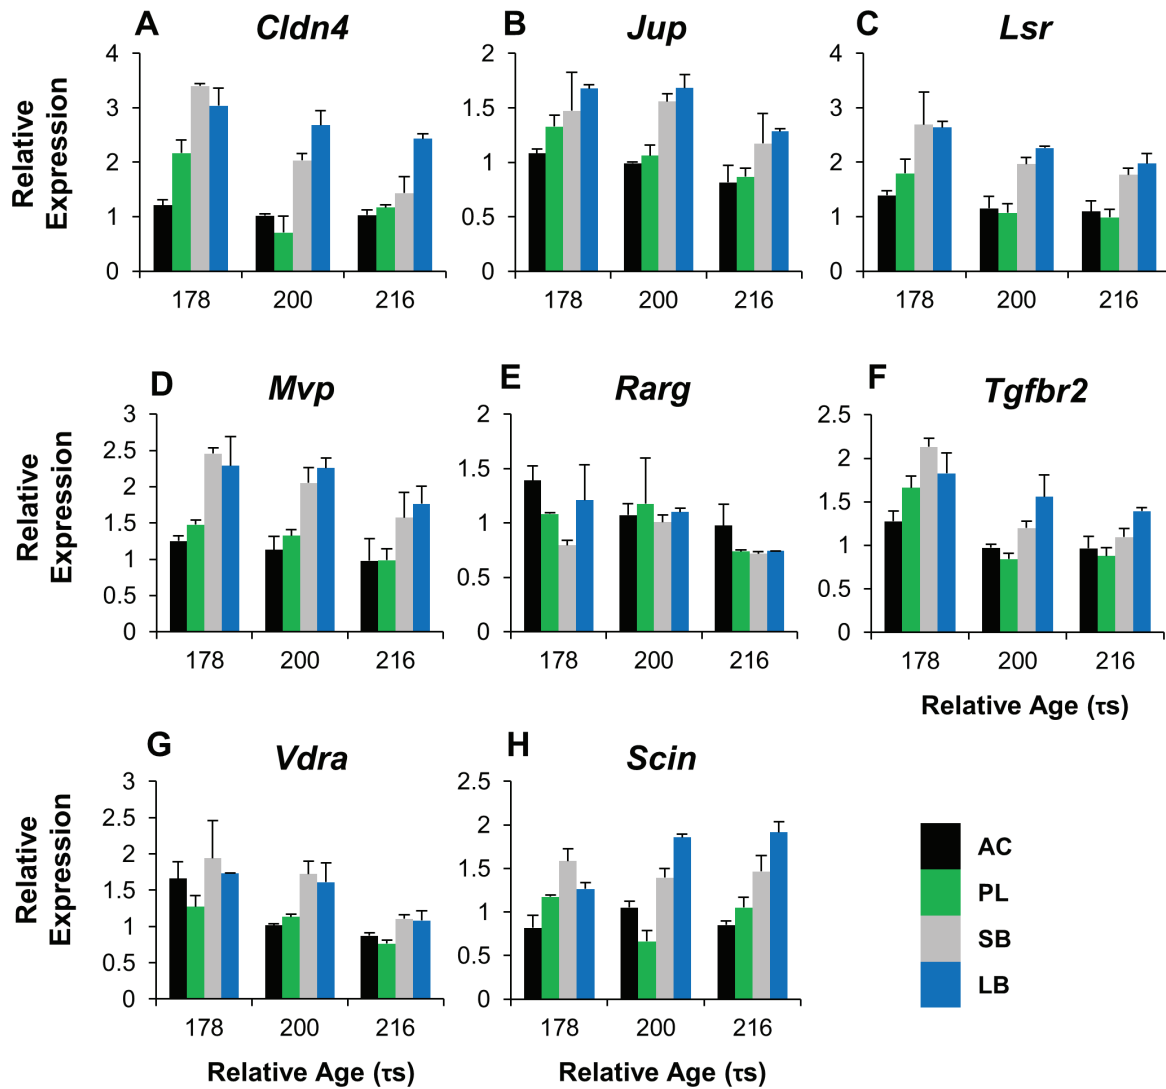 A Cldn4
B Jup
C Lsr
Relative
Expression
4
3
2
1
0
178 200 216
2
1.5
1
0.5
0
178 200 216
4
3
2
1
0
178 200 216
D Mvp
E Rarg
F Tgfbr2
Relative
Expression
3
2.5
2
1.5
1
0.5
0
178 200 216
2
1.5
1
0.5
0
178 200 216
2.5
2
1.5
1
0.5
0
178 200 216
Relative Age (τs)
G Vdra
H Scin
Relative
Expression
3
2.5
2
1.5
1
0.5
0
178 200 216
Relative Age (τs)
2.5
2
1.5
1
0.5
0
178 200 216
Relative Age (τs)
AC
PL
SB
LB